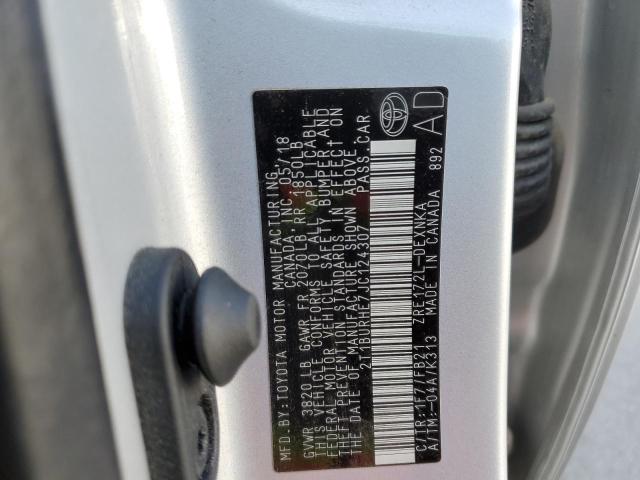 MFD.BY:TOYOTA MOTOR MANUFACTURING,
CANADA, INC. 05/18
GVWR 3820 LB GAWR FR 2070LB RR 1850LB
THIS VEHICLE CONFORMS TO ALL APPLICABLE
FEDERAL MOTOR VEHICLE SAFETY, BUMPER, AND
THEFT PREVENTION STANDARDS IN EFFECT ON
THE DATE OF MANUFACTURE SHOWN ABOVE.
2T1BURHE7JC124307 PASS.CAR
C/TR:1F7/FB21 ZRE172L-DEXNKA
A/TM:-04A/K313 MADE IN CANADA 892
AD